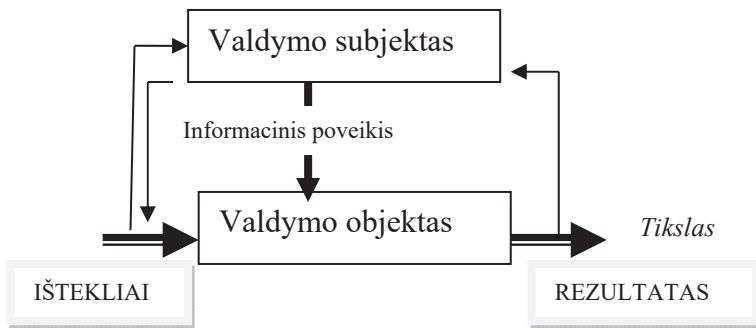 Valdymo subjektas
Informacinis poveikis
Valdymo objektas
Tikslas
IŠTEKLIAI
REZULTATAS